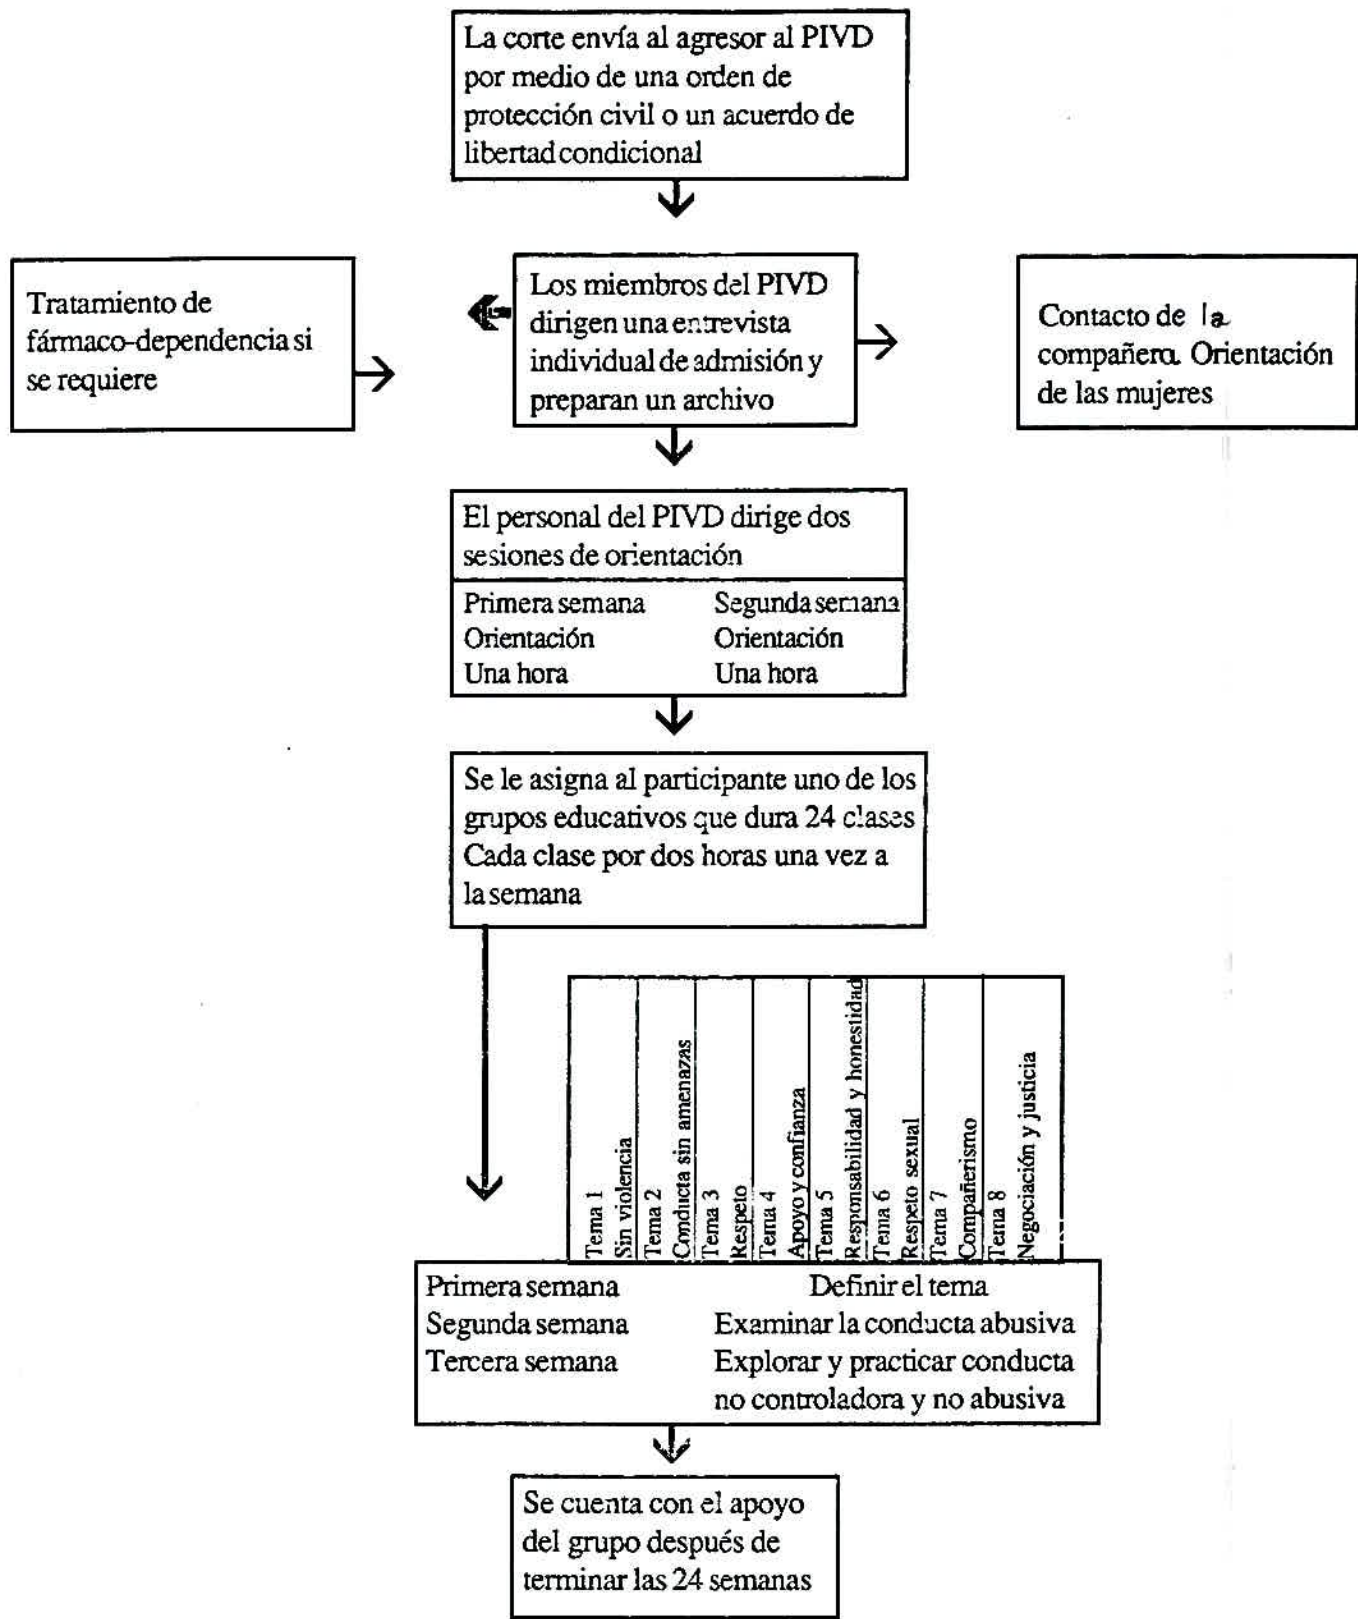 La corte envía al agresor al PIVD
por medio de una orden de
protección civil o un acuerdo de
libertad condicional
Tratamiento de
fármaco-dependencia si
se requiere
Los miembros del PIVD
dirigen una entrevista
individual de admisión y
preparan un archivo
Contacto de la
compañera. Orientación
de las mujeres
El personal del PIVD dirige dos
sesiones de orientación
Primera semana Segunda semana
Orientación Orientación
Una hora Una hora
Se le asigna al participante uno de los
grupos educativos que dura 24 clases
Cada clase por dos horas una vez a
la semana
Tema 1
Sin violencia
Tema 2
Conducta sin amenazas
Tema 3
Respeto
Tema 4
Apoyo y confianza
Tema 5
Responsabilidad y honestidad
Tema 6
Respeto sexual
Tema 7
Compañerismo
Tema 8
Negociación y justicia
Primera semana Definir el tema
Segunda semana Examinar la conducta abusiva
Tercera semana Explorar y practicar conducta
no controladora y no abusiva
Se cuenta con el apoyo
del grupo después de
terminar las 24 semanas